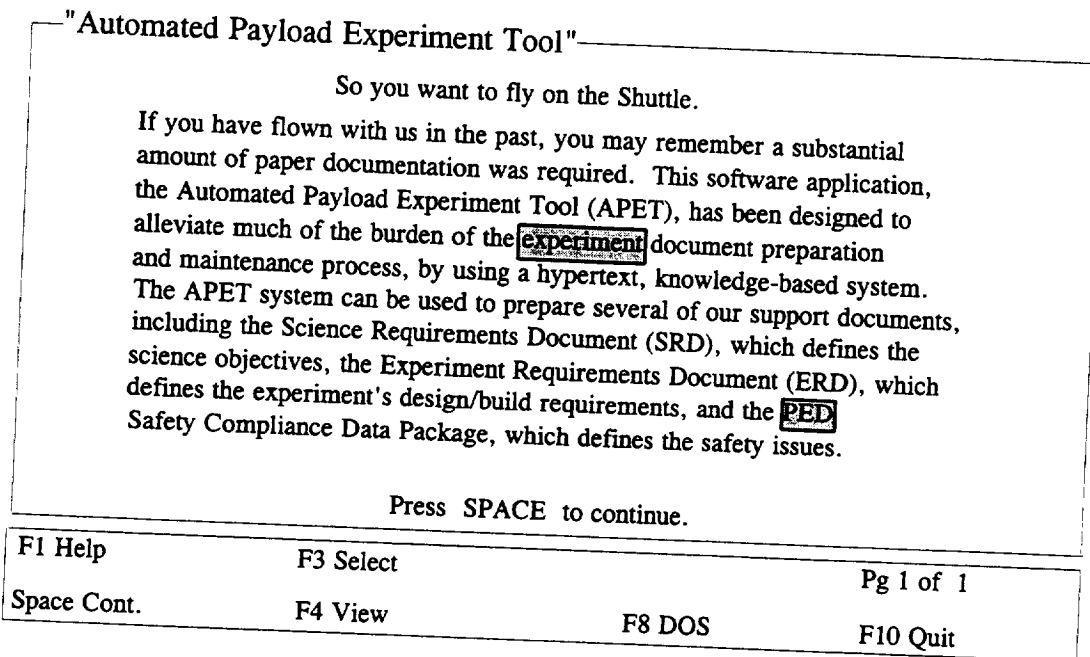 "Automated Payload Experiment Tool"
So you want to fly on the Shuttle.
If you have flown with us in the past, you may remember a substantial
amount of paper documentation was required. This software application,
the Automated Payload Experiment Tool (APET), has been designed to
alleviate much of the burden of the experiment document preparation
and maintenance process, by using a hypertext, knowledge-based system.
The APET system can be used to prepare several of our support documents,
including the Science Requirements Document (SRD), which defines the
science objectives, the Experiment Requirements Document (ERD), which
defines the experiment's design/build requirements, and the PED
Safety Compliance Data Package, which defines the safety issues.
Press SPACE to continue.
F1 Help F3 Select Pg 1 of 1
Space Cont. F4 View F8 DOS F10 Quit